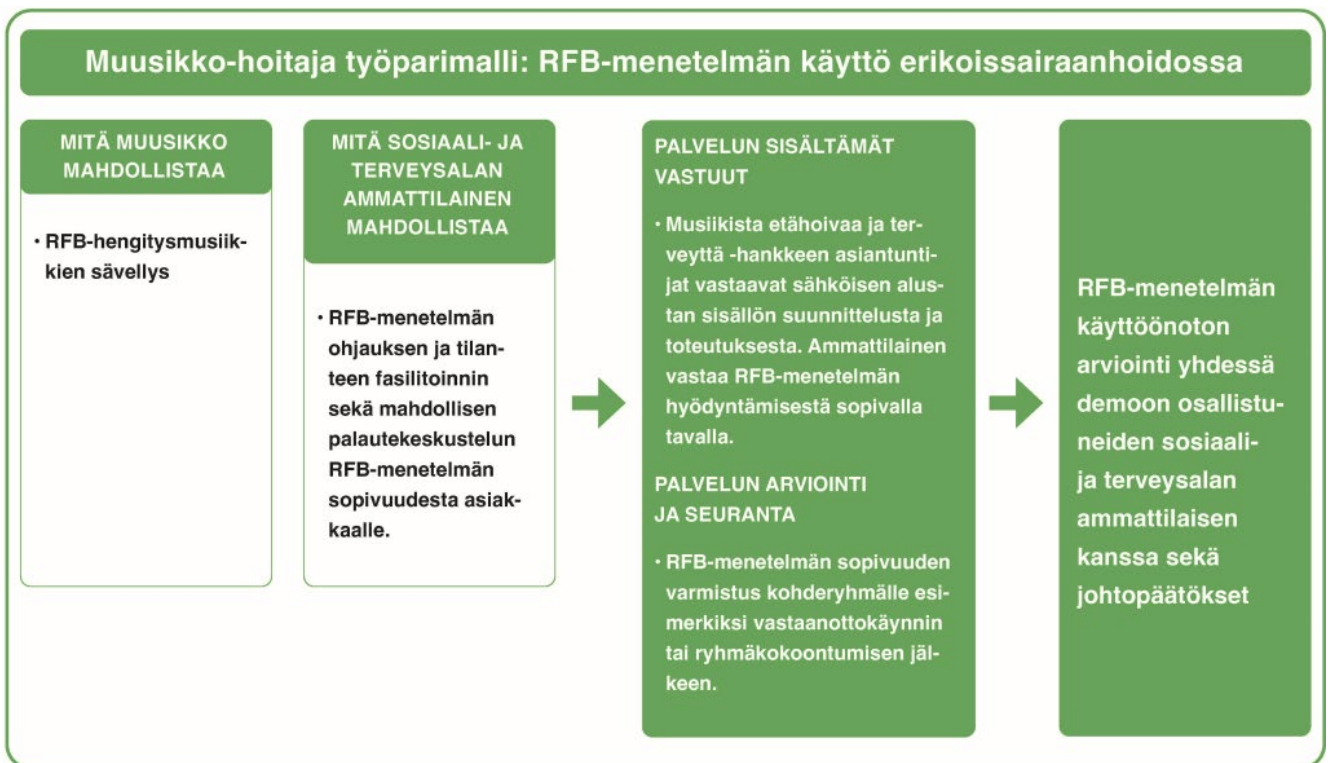 Muusikko-hoitaja työparimalli: RFB-menetelmän käyttö erikoissairaanhoidossa
MITÄ MUUSIKKO
MAHDOLLISTAA
• RFB-hengitysmusiik-
kien sävellys
MITÄ SOSIAALI- JA
TERVEYSALAN
AMMATTILAINEN
MAHDOLLISTAA
• RFB-menetelmän
ohjauksen ja tilan-
teen fasilitoinnin
sekä mahdollisen
palautekeskustelun
RFB-menetelmän
sopivuudesta asiak-
kaalle.
PALVELUN SISÄLTÄMÄT
VASTUUT
• Musiikista etähoivaa ja ter-
veyttä -hankkeen asiantunti-
jat vastaavat sähköisen alus-
tan sisällön suunnittelusta ja
toteutuksesta. Ammattilainen
vastaa RFB-menetelmän
hyödyntämisestä sopivalla
tavalla.
PALVELUN ARVIOINTI
JA SEURANTA
• RFB-menetelmän sopivuuden
varmistus kohderyhmälle esi-
merkiksi vastaanottokäynnin
tai ryhmäkokoontumisen jäl-
keen.
RFB-menetelmän
käyttöönoton
arviointi yhdessä
demoon osallistu-
neiden sosiaali-
ja terveysalan
ammattilaisen
kanssa sekä
johtopäätökset